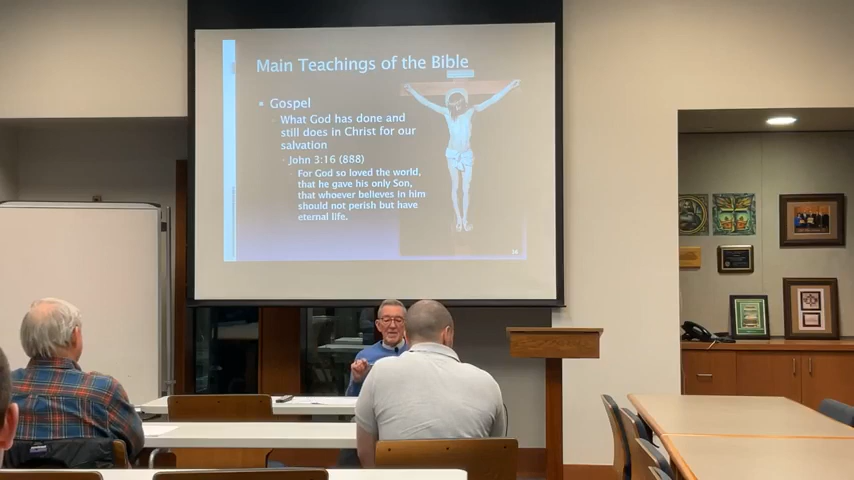 Main Teachings of the Bible
Gospel
What God has done and
still does in Christ for our
salvation
John 3:16 (888)
For God so loved the world,
that he gave his only Son,
that whoever believes in him
should not perish but have
eternal life.